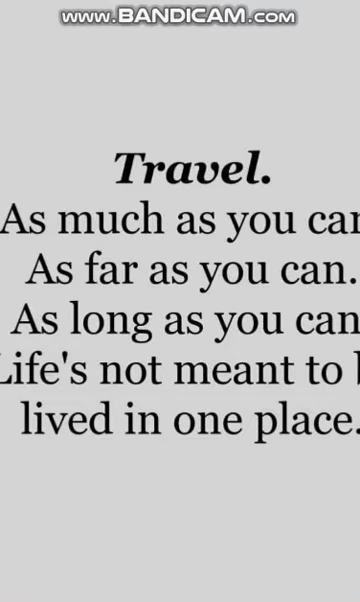 www.BANDICAM.com
Travel.
As much as you can
As far as you can.
As long as you can
Life's not meant to b
lived in one place.